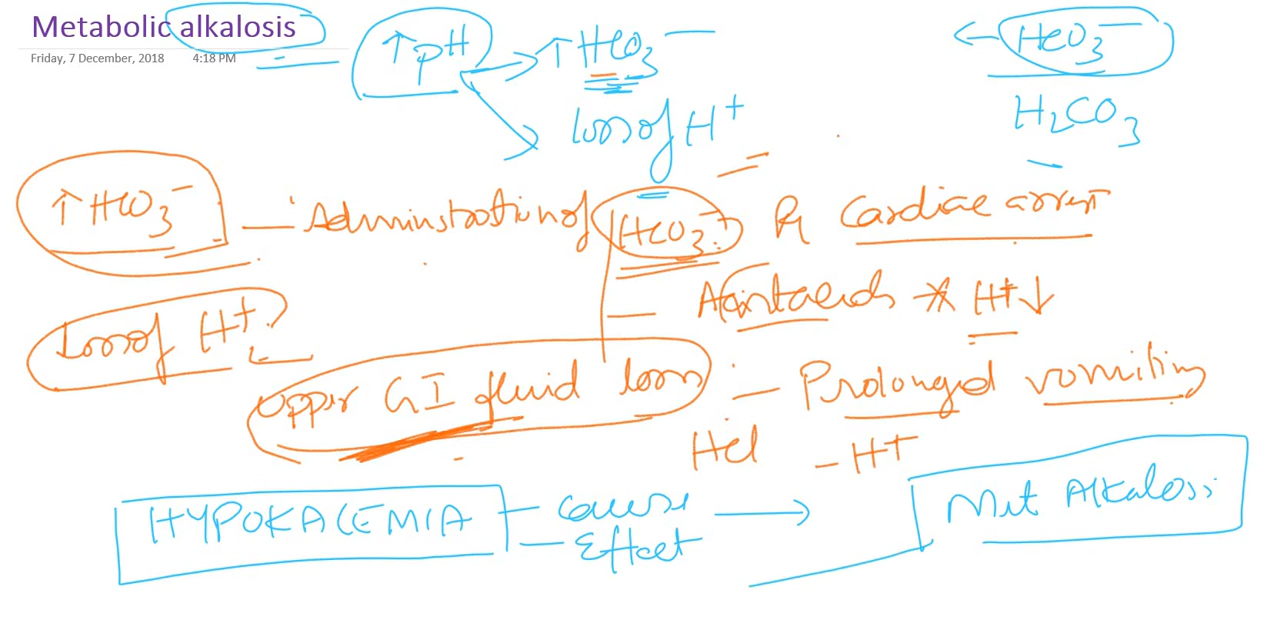 Metabolic alkalosis
Friday, 7 December, 2018 4:18 PM
↑pH → ↑ HCO3⁻
← HCO3⁻
H2CO3
loss of H+
↑ HCO3⁻ — Adminstration of HCO3⁻ Rx Cardiac arrest
— Antacids * H+ ↓
Loss of H+
Upper GI fluid loss — Prolonged vomiting
Hcl - H+
HYPOKALEMIA — cause → Met Alkalosis
— Effect